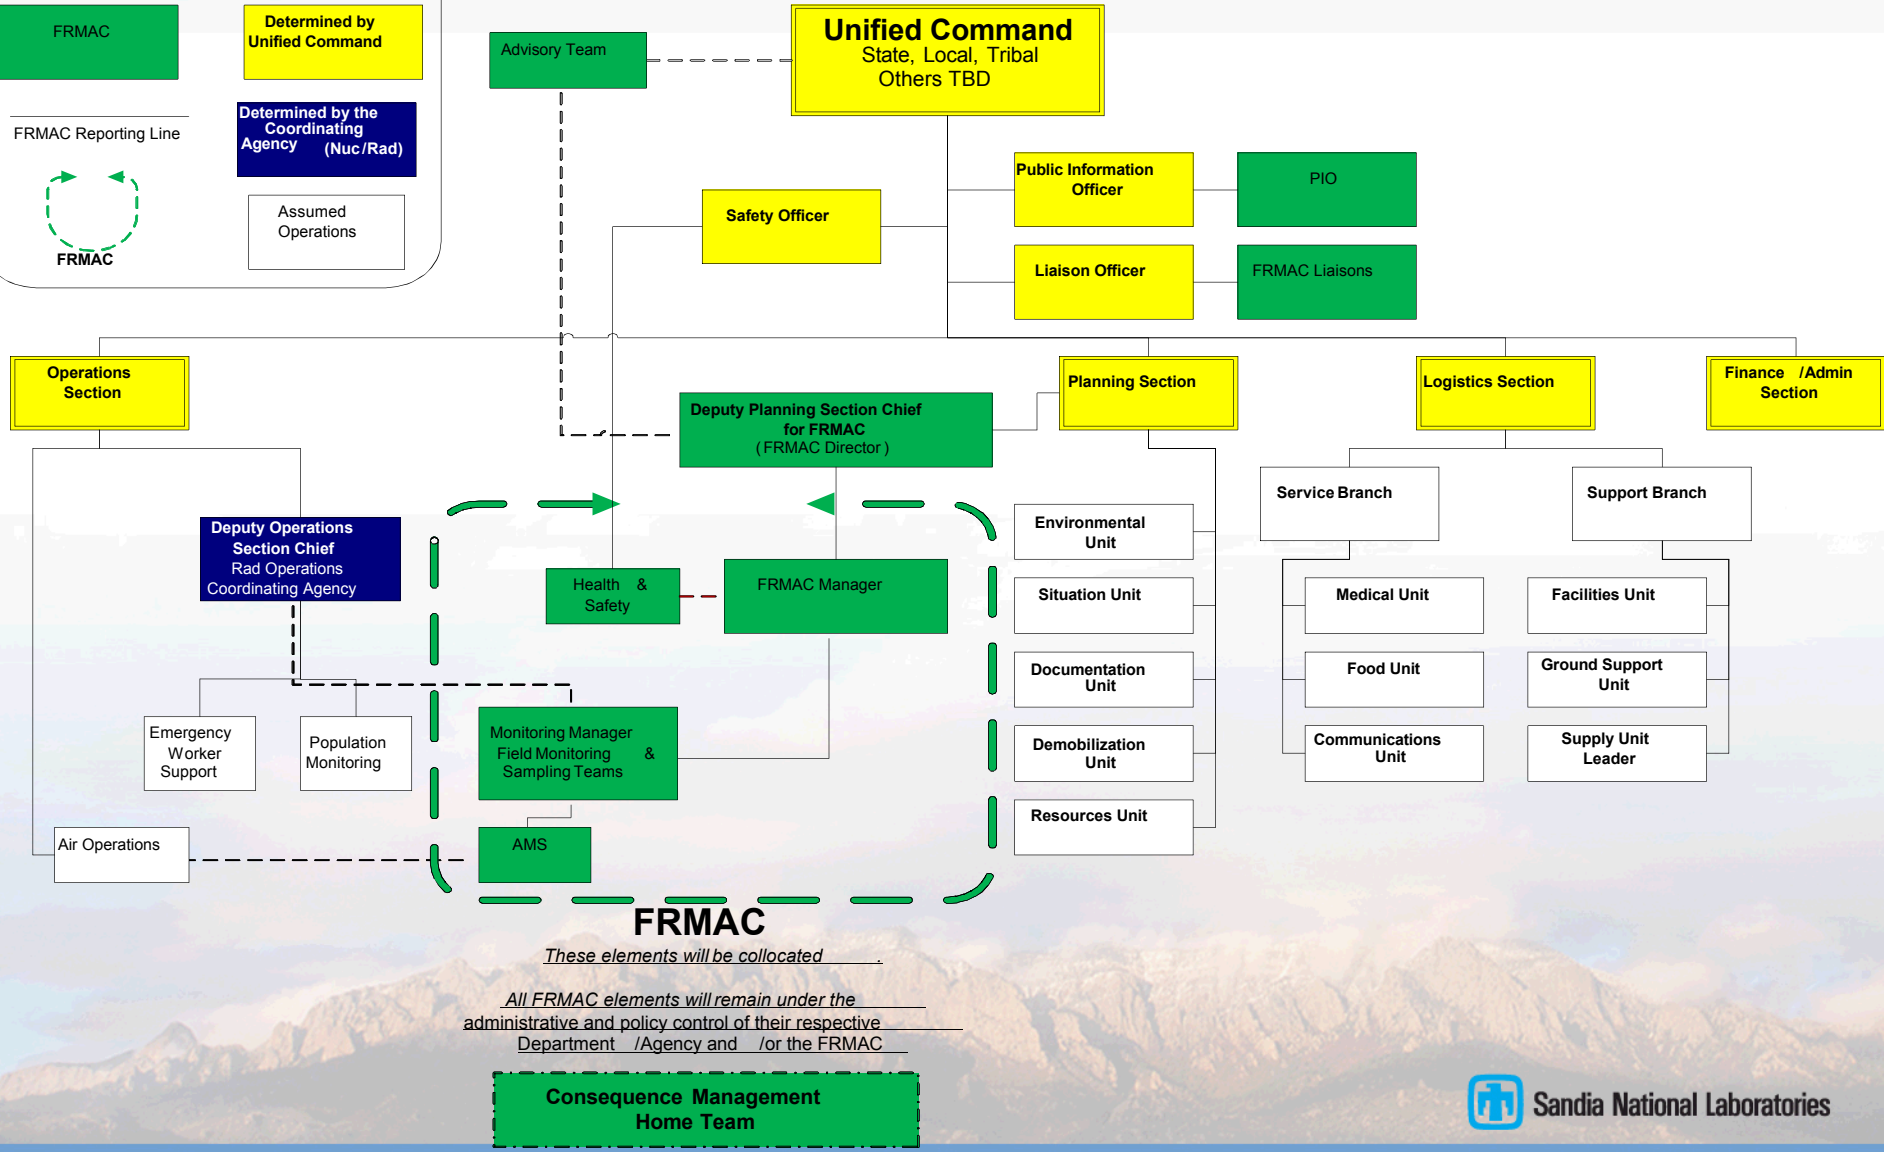 FRMAC
Determined by
Unified Command
FRMAC Reporting Line
Determined by the
Coordinating
Agency (Nuc/Rad)
Assumed
Operations
FRMAC
Advisory Team
Unified Command
State, Local, Tribal
Others TBD
Public Information
Officer
PIO
Safety Officer
Liaison Officer
FRMAC Liaisons
Operations
Section
Deputy Planning Section Chief
for FRMAC
(FRMAC Director)
Planning Section
Logistics Section
Finance /Admin
Section
Deputy Operations
Section Chief
Rad Operations
Coordinating Agency
Health &
Safety
FRMAC Manager
Environmental
Unit
Situation Unit
Documentation
Unit
Demobilization
Unit
Resources Unit
Service Branch
Support Branch
Medical Unit
Food Unit
Communications
Unit
Facilities Unit
Ground Support
Unit
Supply Unit
Leader
Emergency
Worker
Support
Population
Monitoring
Monitoring Manager
Field Monitoring &
Sampling Teams
Air Operations
AMS
FRMAC
These elements will be collocated .
All FRMAC elements will remain under the
administrative and policy control of their respective
Department /Agency and /or the FRMAC
Consequence Management
Home Team
Sandia National Laboratories